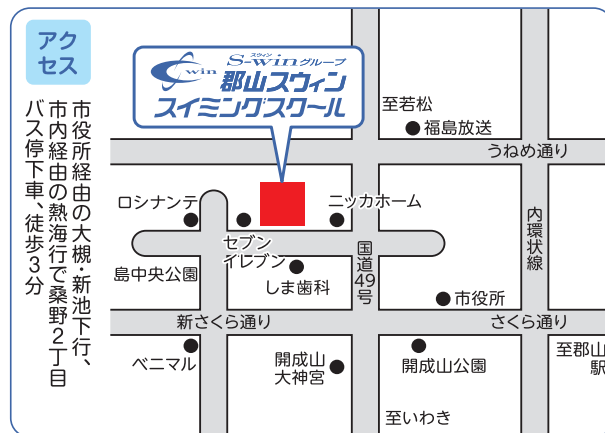 アク
セス
市役所経由の大槻・新池下行、
市内経由の熱海行で桑野2丁目
バス停下車、徒歩3分
スウィン
S-winグループ
win
郡山スウィン
スイミングスクール
至若松
福島放送
うねめ通り
ロシナンテ
ニッカホーム
セブン
イレブン
内環状線
島中央公園
しま歯科
国道49号
市役所
新さくら通り
さくら通り
ベニマル
開成山
大神宮
開成山公園
至郡山
駅
至いわき